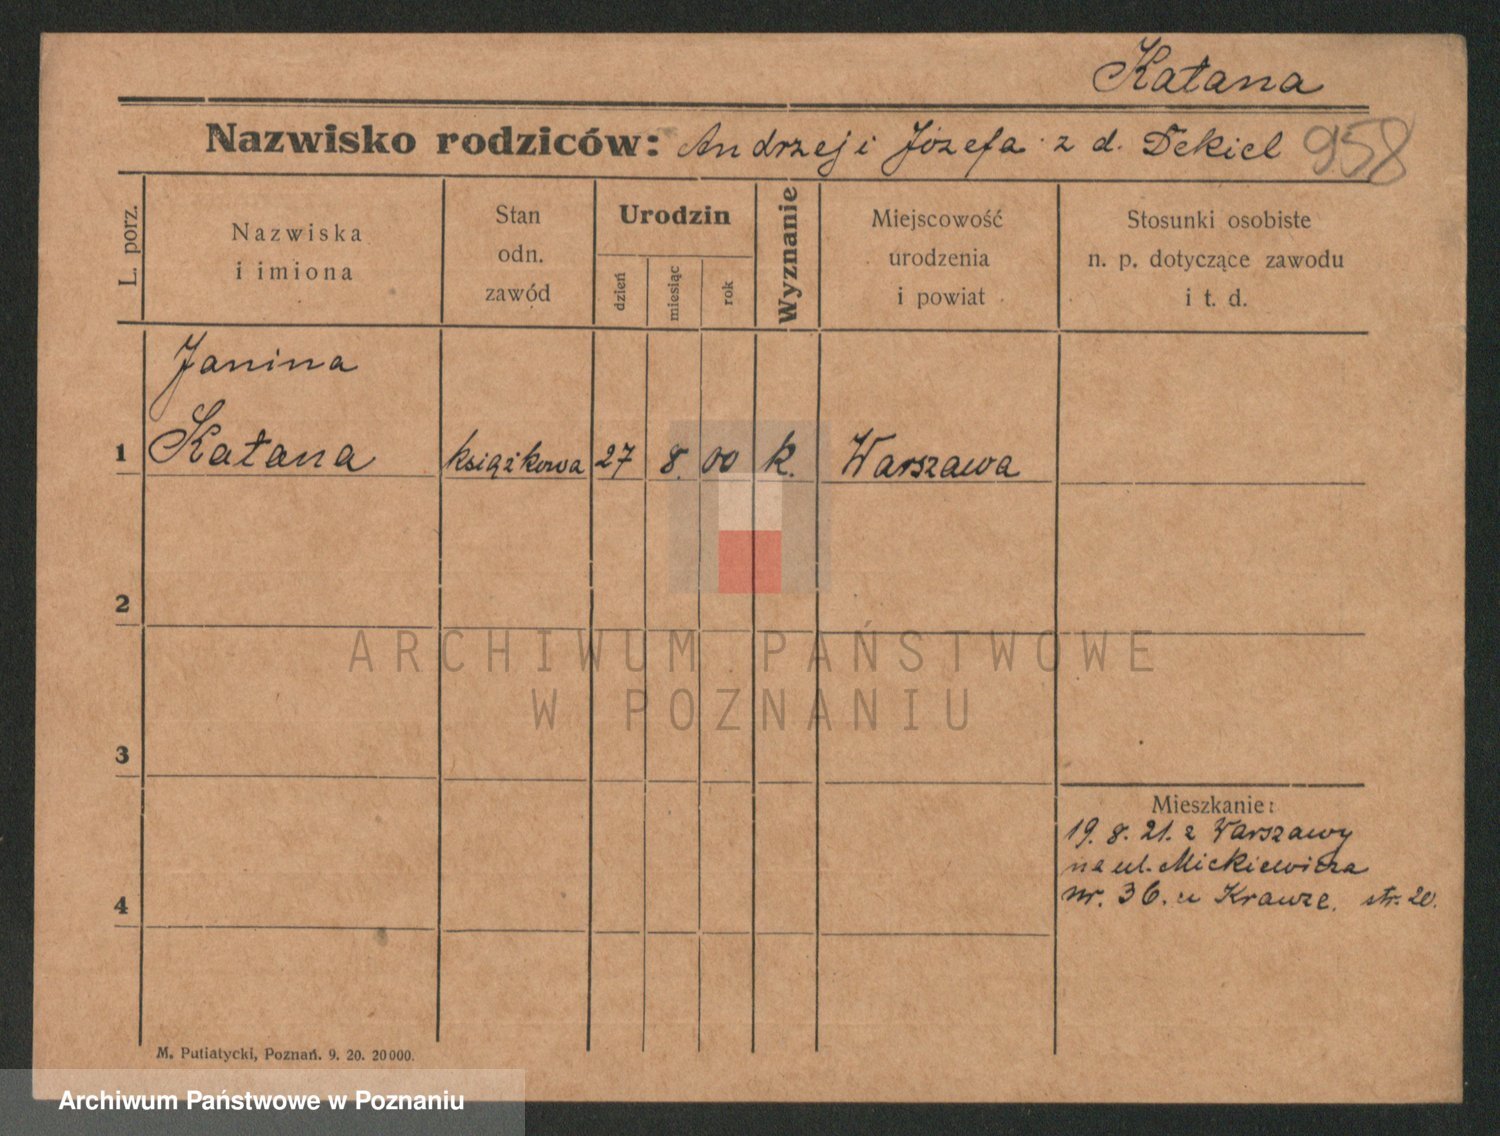 Katana
Nazwisko rodziców: Andrzej i Józefa z d. Dekiel 958
L. porz.
Nazwiska
i imiona
Stan
odn.
zawód
Urodzin
dzień
miesiąc
rok
Wyznanie
Miejscowość
urodzenia
i powiat
Stosunki osobiste
n. p. dotyczące zawodu
i t. d.
Janina
1 Katana książkowa 27 8. 00 k. Warszawa
2
ARCHIWUM PAŃSTWOWE
W POZNANIU
3
Mieszkanie:
19. 8. 21. z Warszawy
na ul. Mickiewicza
nr. 36. u Krauze. str. 20.
4
M. Putiatycki, Poznań. 9. 20. 20000.
Archiwum Państwowe w Poznaniu